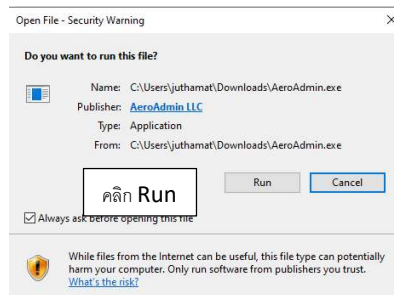 Open File - Security Warning
Do you want to run this file?
Name: C:\Users\juthamat\Downloads\AeroAdmin.exe
Publisher: AeroAdmin LLC
Type: Application
From: C:\Users\juthamat\Downloads\AeroAdmin.exe
คลิก Run
Run Cancel
Always ask before opening this file
While files from the Internet can be useful, this file type can potentially
harm your computer. Only run software from publishers you trust.
What's the risk?